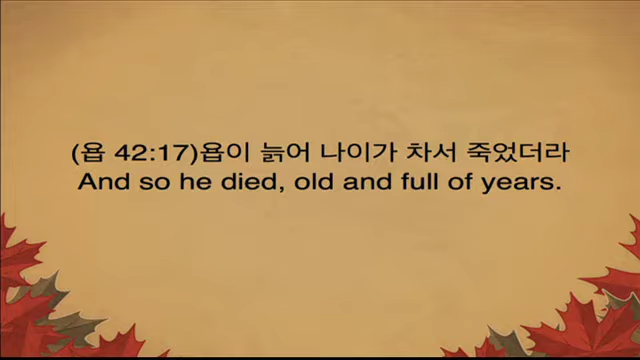 (욥 42:17)욥이 늙어 나이가 차서 죽었더라
And so he died, old and full of years.